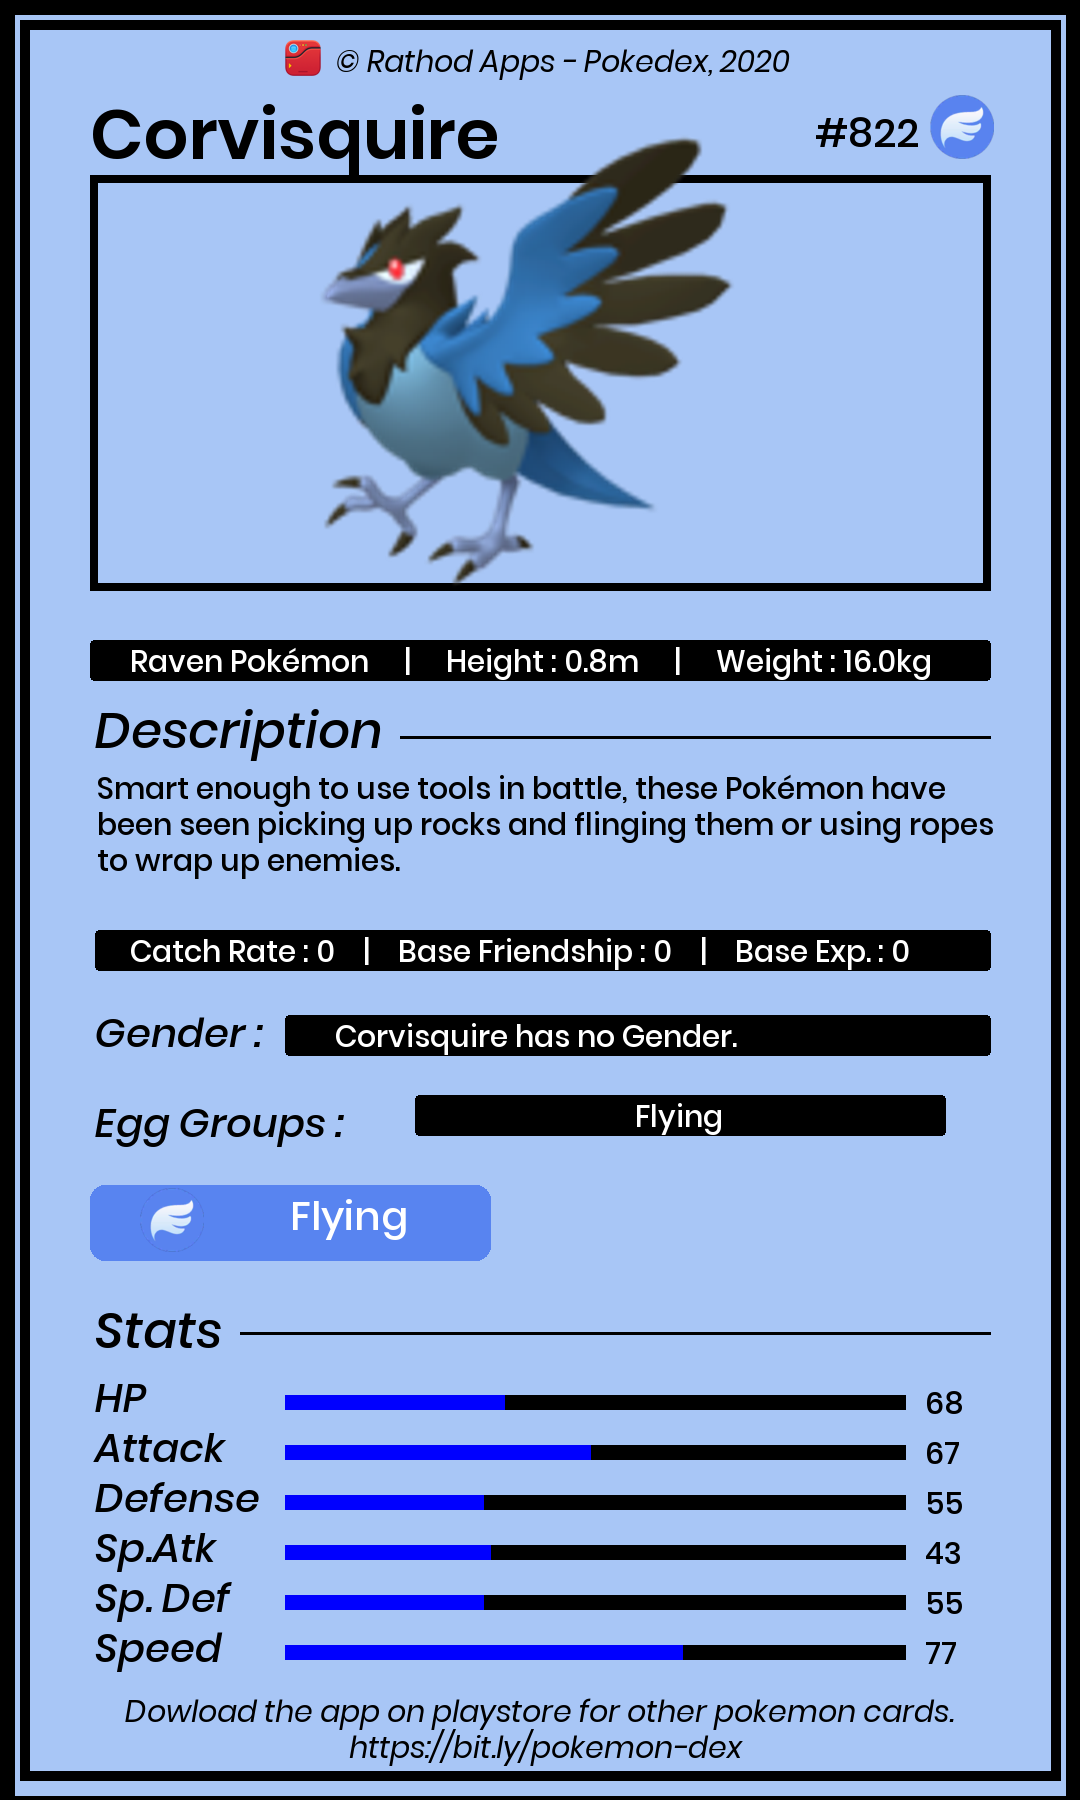 © Rathod Apps - Pokedex, 2020
Corvisquire #822
Raven Pokémon | Height : 0.8m | Weight : 16.0kg
Description
Smart enough to use tools in battle, these Pokémon have
been seen picking up rocks and flinging them or using ropes
to wrap up enemies.
Catch Rate : 0 | Base Friendship : 0 | Base Exp. : 0
Gender : Corvisquire has no Gender.
Egg Groups : Flying
Flying
Stats
HP 68
Attack 67
Defense 55
Sp.Atk 43
Sp. Def 55
Speed 77
Dowload the app on playstore for other pokemon cards.
https://bit.ly/pokemon-dex